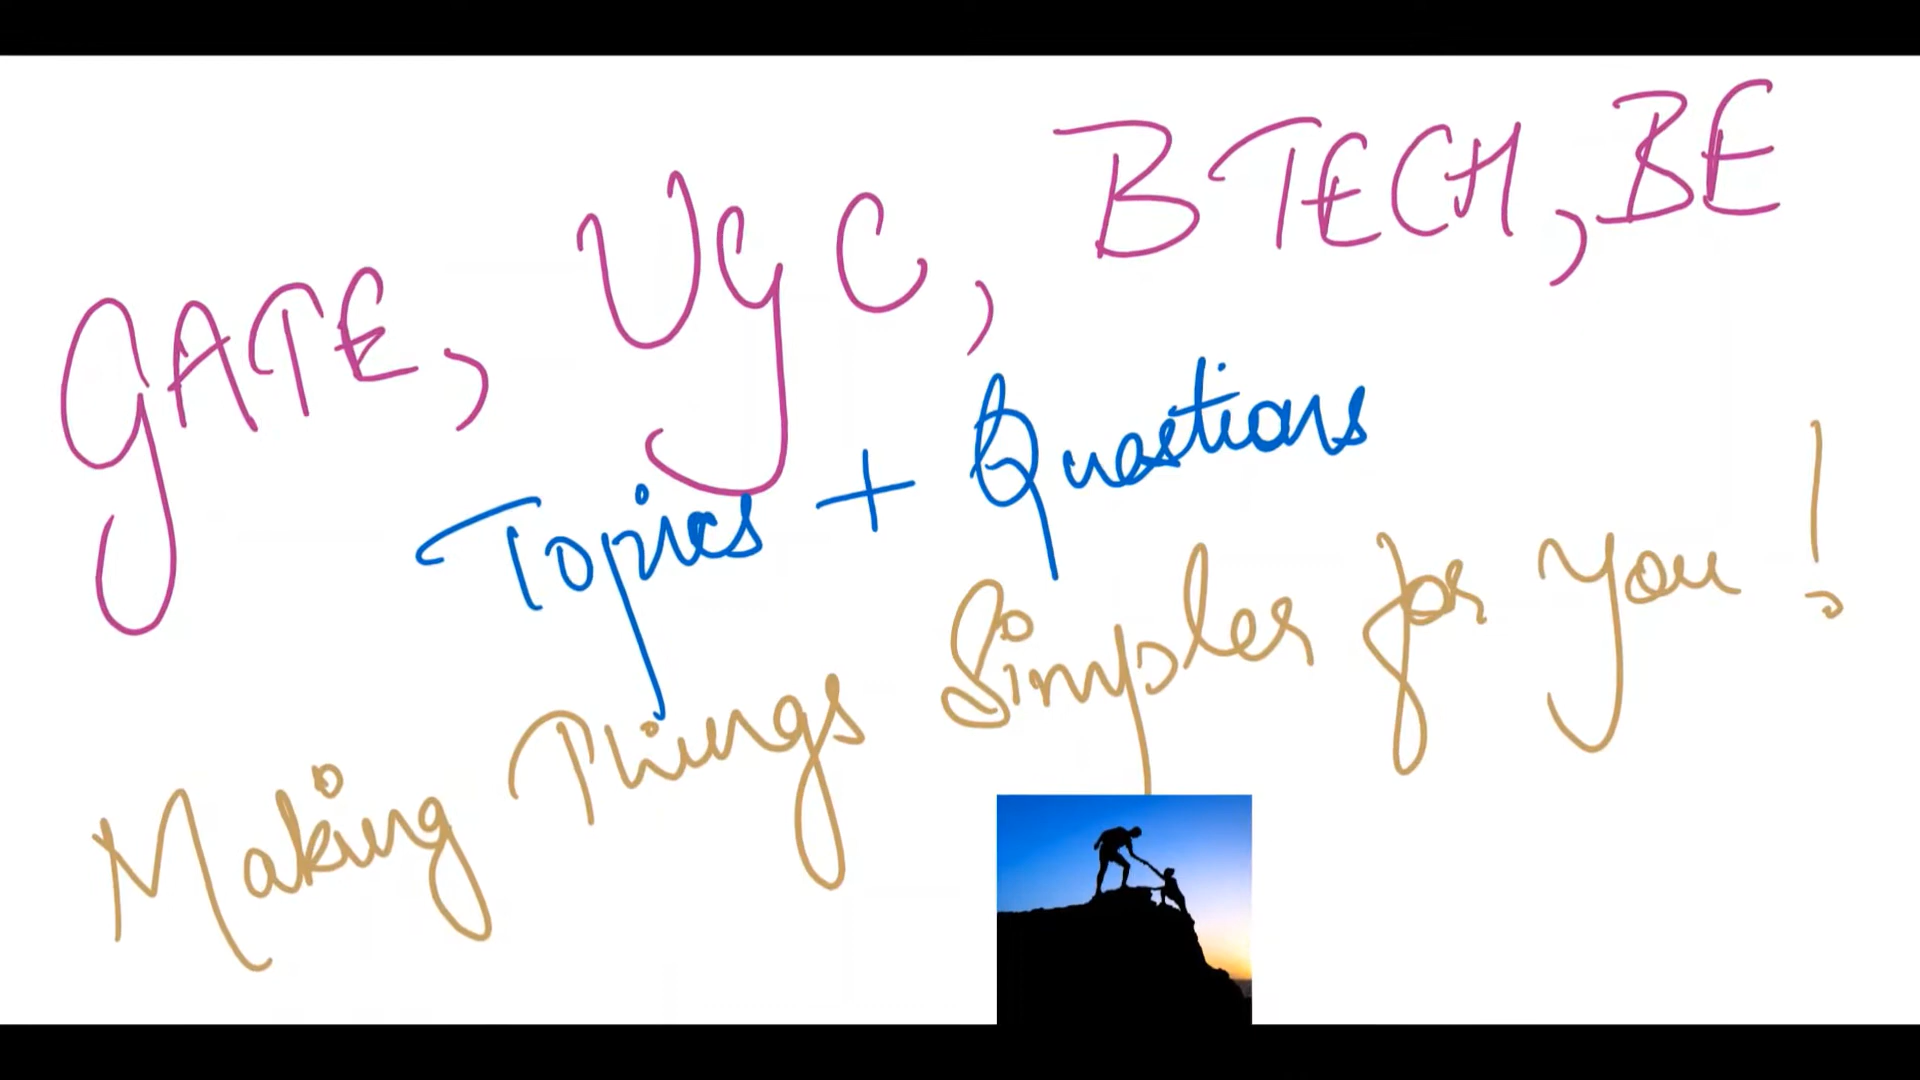 GATE, UGC, BTECH, BE
Topics + Questions
Making Things Simpler for You!